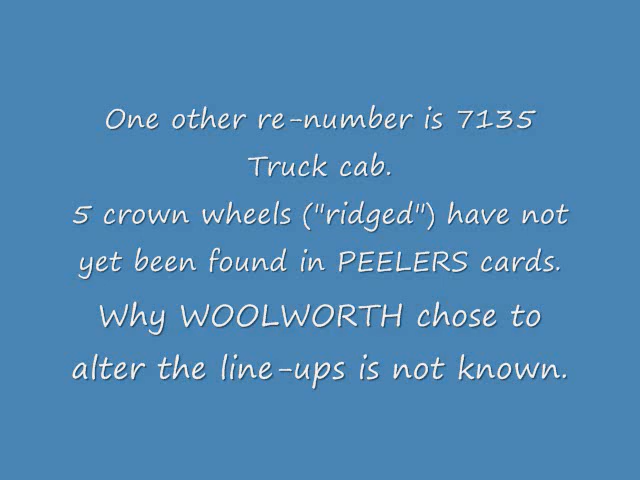 One other re-number is 7135
Truck cab.
5 crown wheels ("ridged") have not
yet been found in PEELERS cards.
Why WOOLWORTH chose to
alter the line-ups is not known.